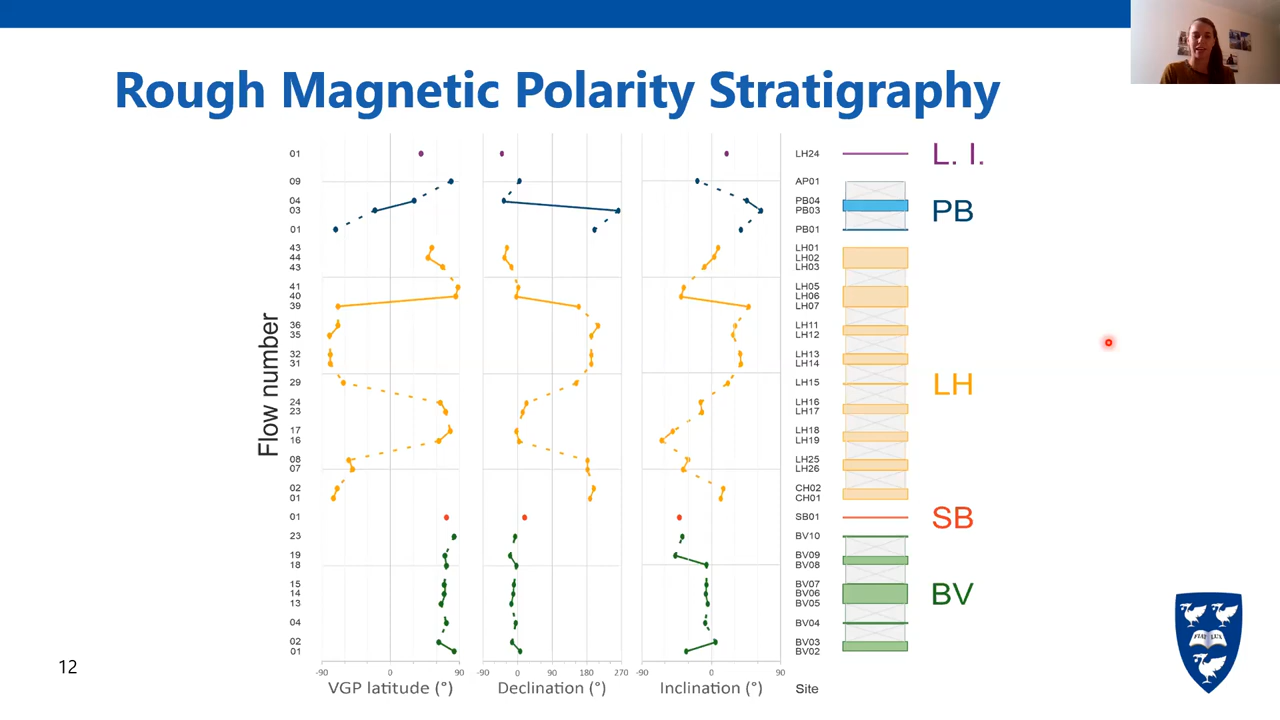 Rough Magnetic Polarity Stratigraphy
Flow number
01 LH24 L. I.
09 AP01
04 PB04
03 PB03 PB
01 PB01
43 LH01
44 LH02
43 LH03
41 LH05
40 LH06
39 LH07
36 LH11
35 LH12
32 LH13
31 LH14
29 LH15 LH
24 LH16
23 LH17
17 LH18
16 LH19
08 LH25
07 LH26
02 CH02
01 CH01
01 SB01 SB
23 BV10
19 BV09
18 BV08
15 BV07
14 BV06 BV
13 BV05
04 BV04
02 BV03
01 BV02
-90 0 90 0 90 180 270 -90 0 90
VGP latitude (°) Declination (°) Inclination (°) Site
12
FIAT LUX